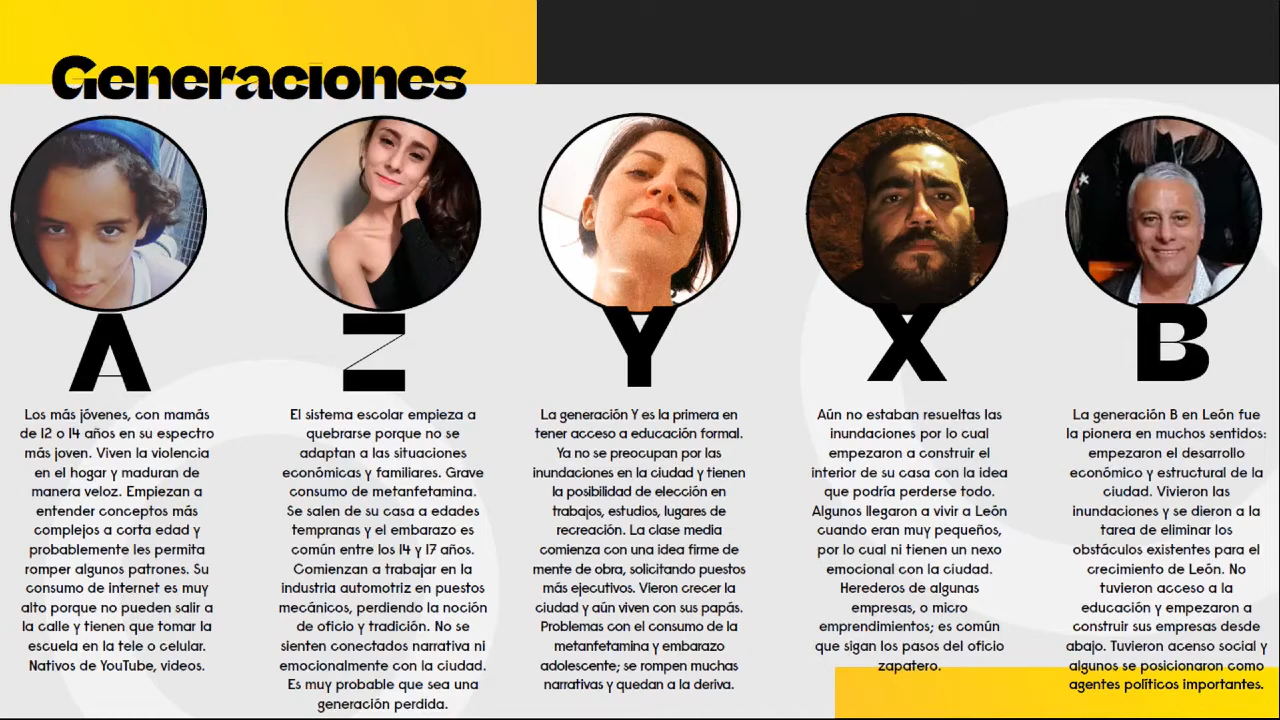 Generaciones
A
Los más jóvenes, con mamás
de 12 o 14 años en su espectro
más joven. Viven la violencia
en el hogar y maduran de
manera veloz. Empiezan a
entender conceptos más
complejos a corta edad y
probablemente les permita
romper algunos patrones. Su
consumo de internet es muy
alto porque no pueden salir a
la calle y tienen que tomar la
escuela en la tele o celular.
Nativos de YouTube, videos.
Z
El sistema escolar empieza a
quebrarse porque no se
adaptan a las situaciones
económicas y familiares. Grave
consumo de metanfetamina.
Se salen de su casa a edades
tempranas y el embarazo es
común entre los 14 y 17 años.
Comienzan a trabajar en la
industria automotriz en puestos
mecánicos, perdiendo la noción
de oficio y tradición. No se
sienten conectados narrativa ni
emocionalmente con la ciudad.
Es muy probable que sea una
generación perdida.
Y
La generación Y es la primera en
tener acceso a educación formal.
Ya no se preocupan por las
inundaciones en la ciudad y tienen
la posibilidad de elección en
trabajos, estudios, lugares de
recreación. La clase media
comienza con una idea firme de
mente de obra, solicitando puestos
más ejecutivos. Vieron crecer la
ciudad y aún viven con sus papás.
Problemas con el consumo de la
metanfetamina y embarazo
adolescente; se rompen muchas
narrativas y quedan a la deriva.
X
Aún no estaban resueltas las
inundaciones por lo cual
empezaron a construir el
interior de su casa con la idea
que podría perderse todo.
Algunos llegaron a vivir a León
cuando eran muy pequeños,
por lo cual ni tienen un nexo
emocional con la ciudad.
Herederos de algunas
empresas, o micro
emprendimientos; es común
que sigan los pasos del oficio
zapatero.
B
La generación B en León fue
la pionera en muchos sentidos:
empezaron el desarrollo
económico y estructural de la
ciudad. Vivieron las
inundaciones y se dieron a la
tarea de eliminar los
obstáculos existentes para el
crecimiento de León. No
tuvieron acceso a la
educación y empezaron a
construir sus empresas desde
abajo. Tuvieron acenso social y
algunos se posicionaron como
agentes políticos importantes.